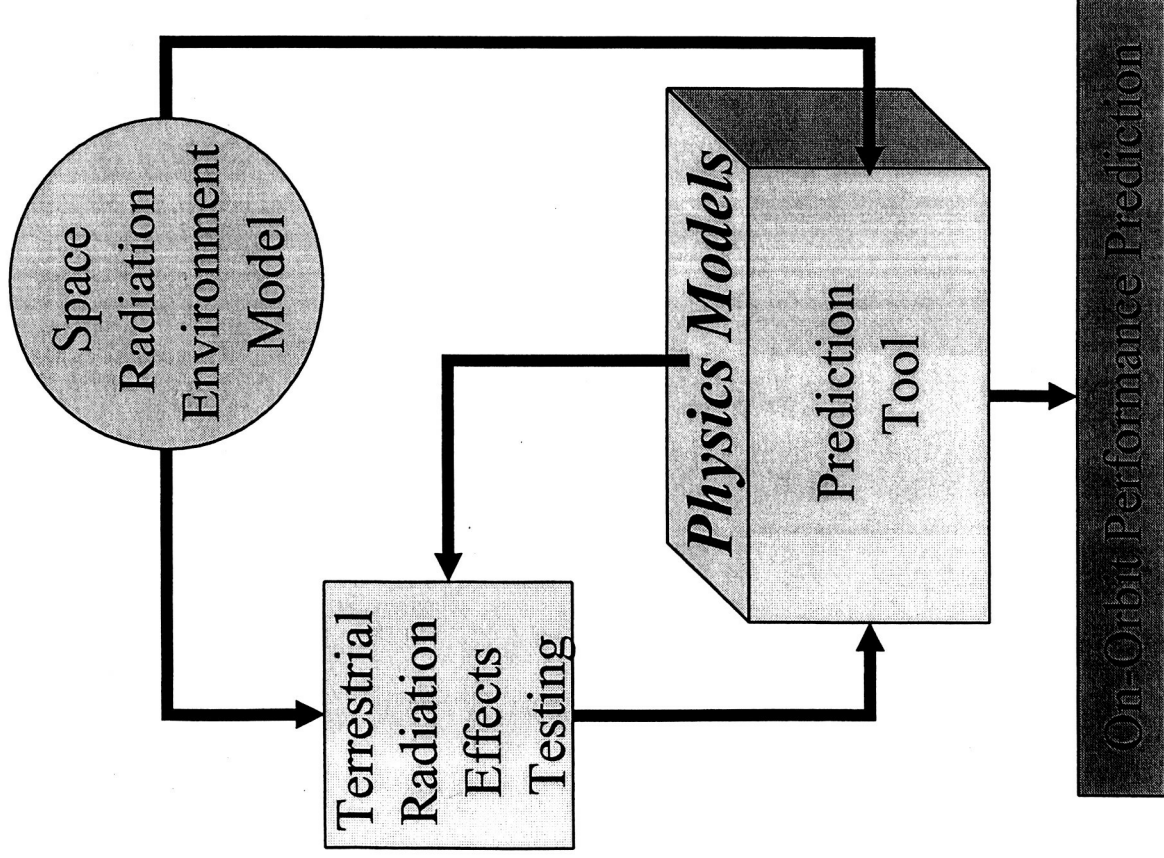 Space
Radiation
Environment
Model
Terrestrial
Radiation
Effects
Testing
Physics Models
Prediction
Tool
On-Orbit Performance Prediction